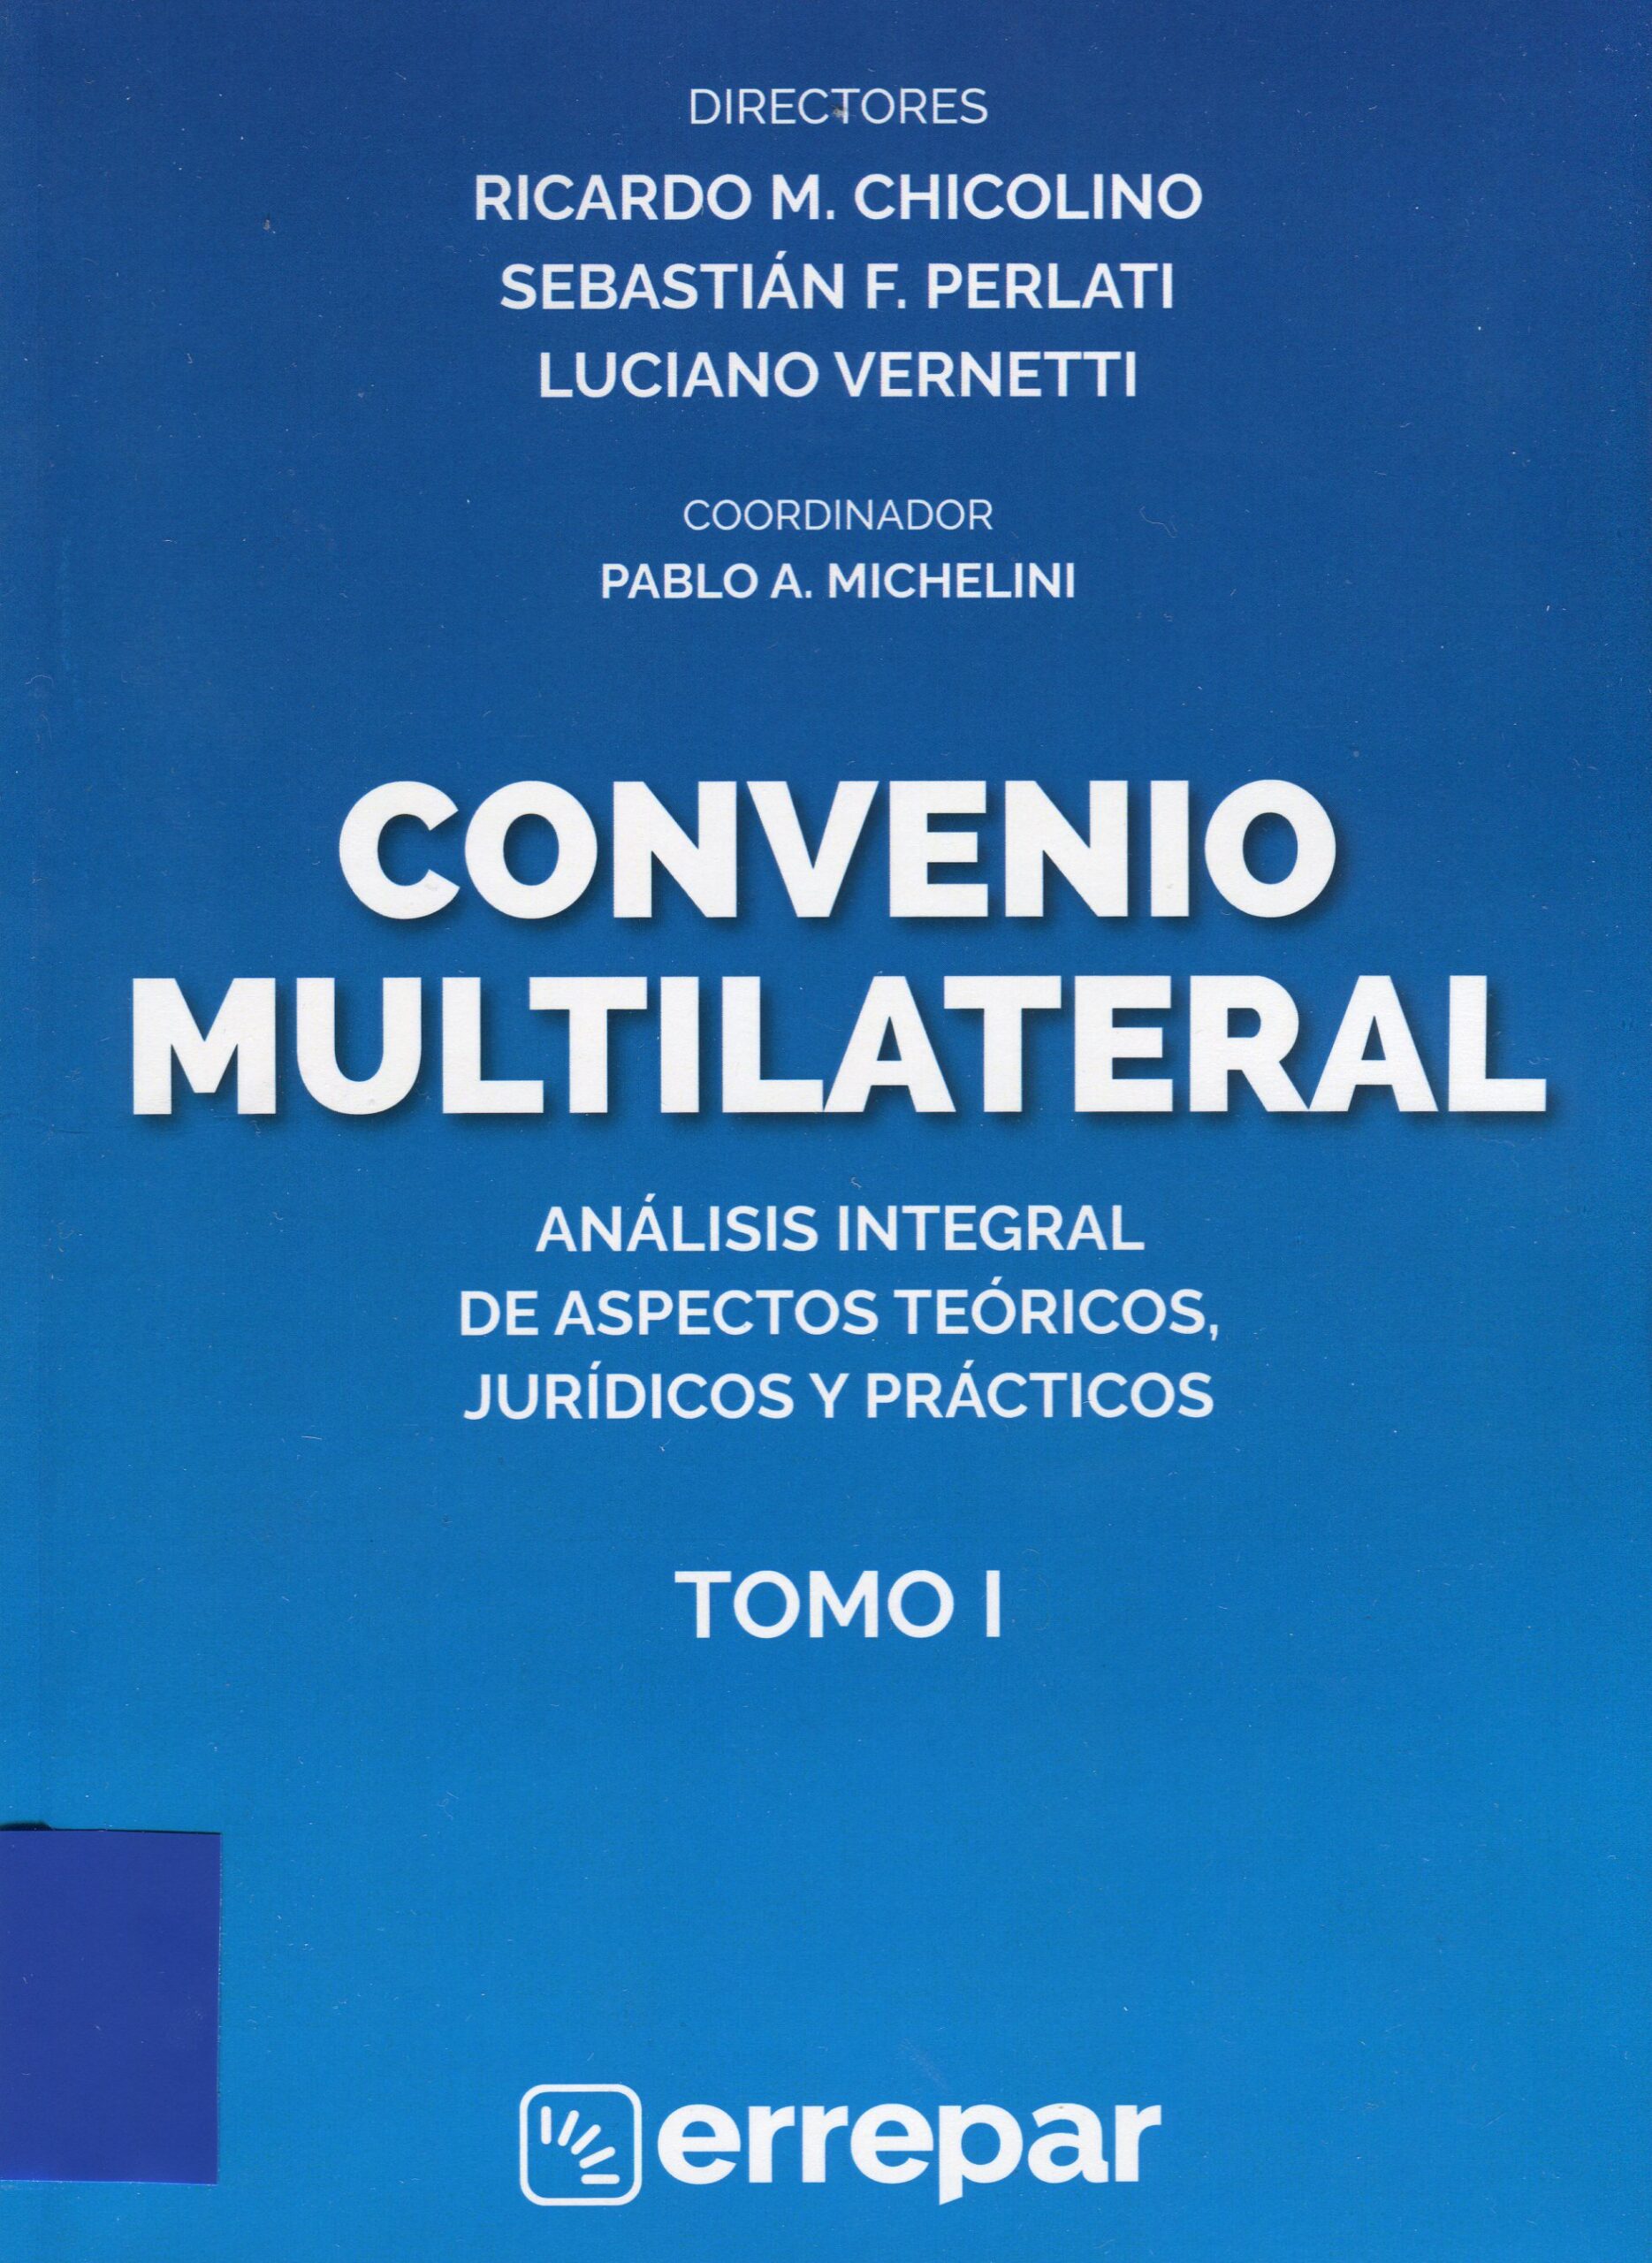 DIRECTORES
RICARDO M. CHICOLINO
SEBASTIÁN F. PERLATI
LUCIANO VERNETTI
COORDINADOR
PABLO A. MICHELINI
CONVENIO
MULTILATERAL
ANÁLISIS INTEGRAL
DE ASPECTOS TEÓRICOS,
JURÍDICOS Y PRÁCTICOS
TOMO I
errepar